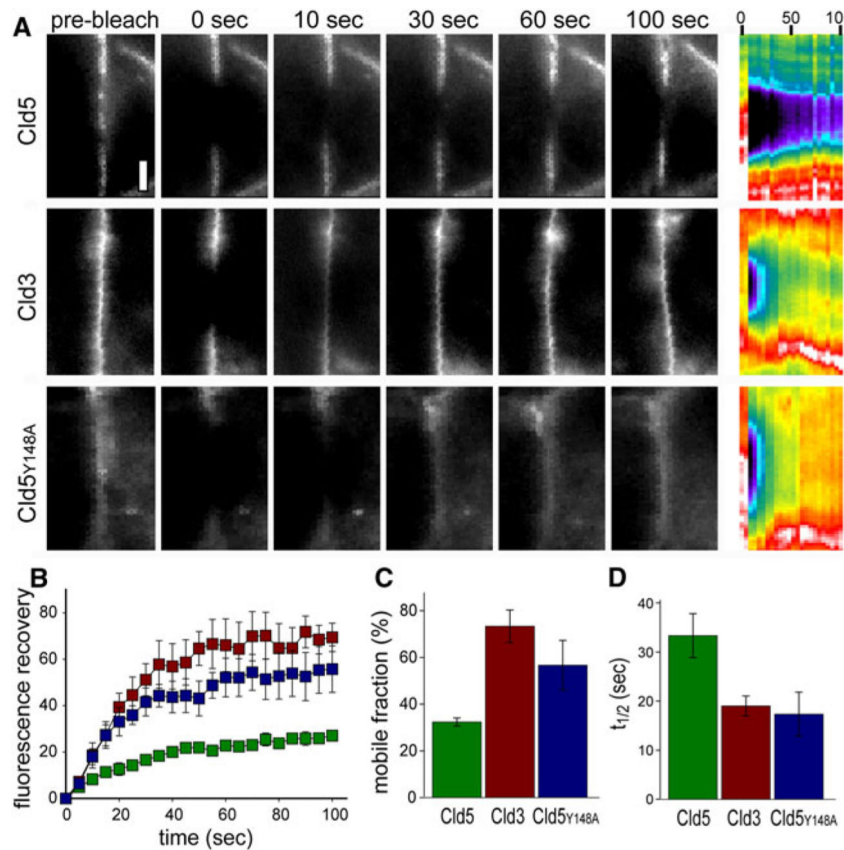 A
pre-bleach 0 sec 10 sec 30 sec 60 sec 100 sec 0 50 10
Cld5
Cld3
Cld5Y148A
B
fluorescence recovery
80
60
40
20
0
0 20 40 60 80 100
time (sec)
C
mobile fraction (%)
80
60
40
20
0
Cld5 Cld3 Cld5Y148A
D
t1/2 (sec)
40
30
20
10
0
Cld5 Cld3 Cld5Y148A